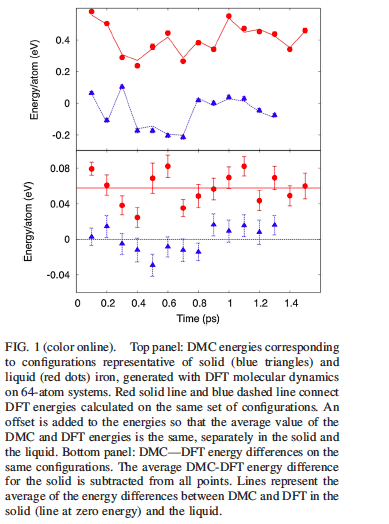 Energy/atom (eV)
0.4
0.2
0
-0.2
Energy/atom (eV)
0.08
0.04
0
-0.04
0 0.2 0.4 0.6 0.8 1 1.2 1.4
Time (ps)
FIG. 1 (color online). Top panel: DMC energies corresponding
to configurations representative of solid (blue triangles) and
liquid (red dots) iron, generated with DFT molecular dynamics
on 64-atom systems. Red solid line and blue dashed line connect
DFT energies calculated on the same set of configurations. An
offset is added to the energies so that the average value of the
DMC and DFT energies is the same, separately in the solid and
the liquid. Bottom panel: DMC—DFT energy differences on the
same configurations. The average DMC-DFT energy difference
for the solid is subtracted from all points. Lines represent the
average of the energy differences between DMC and DFT in the
solid (line at zero energy) and the liquid.